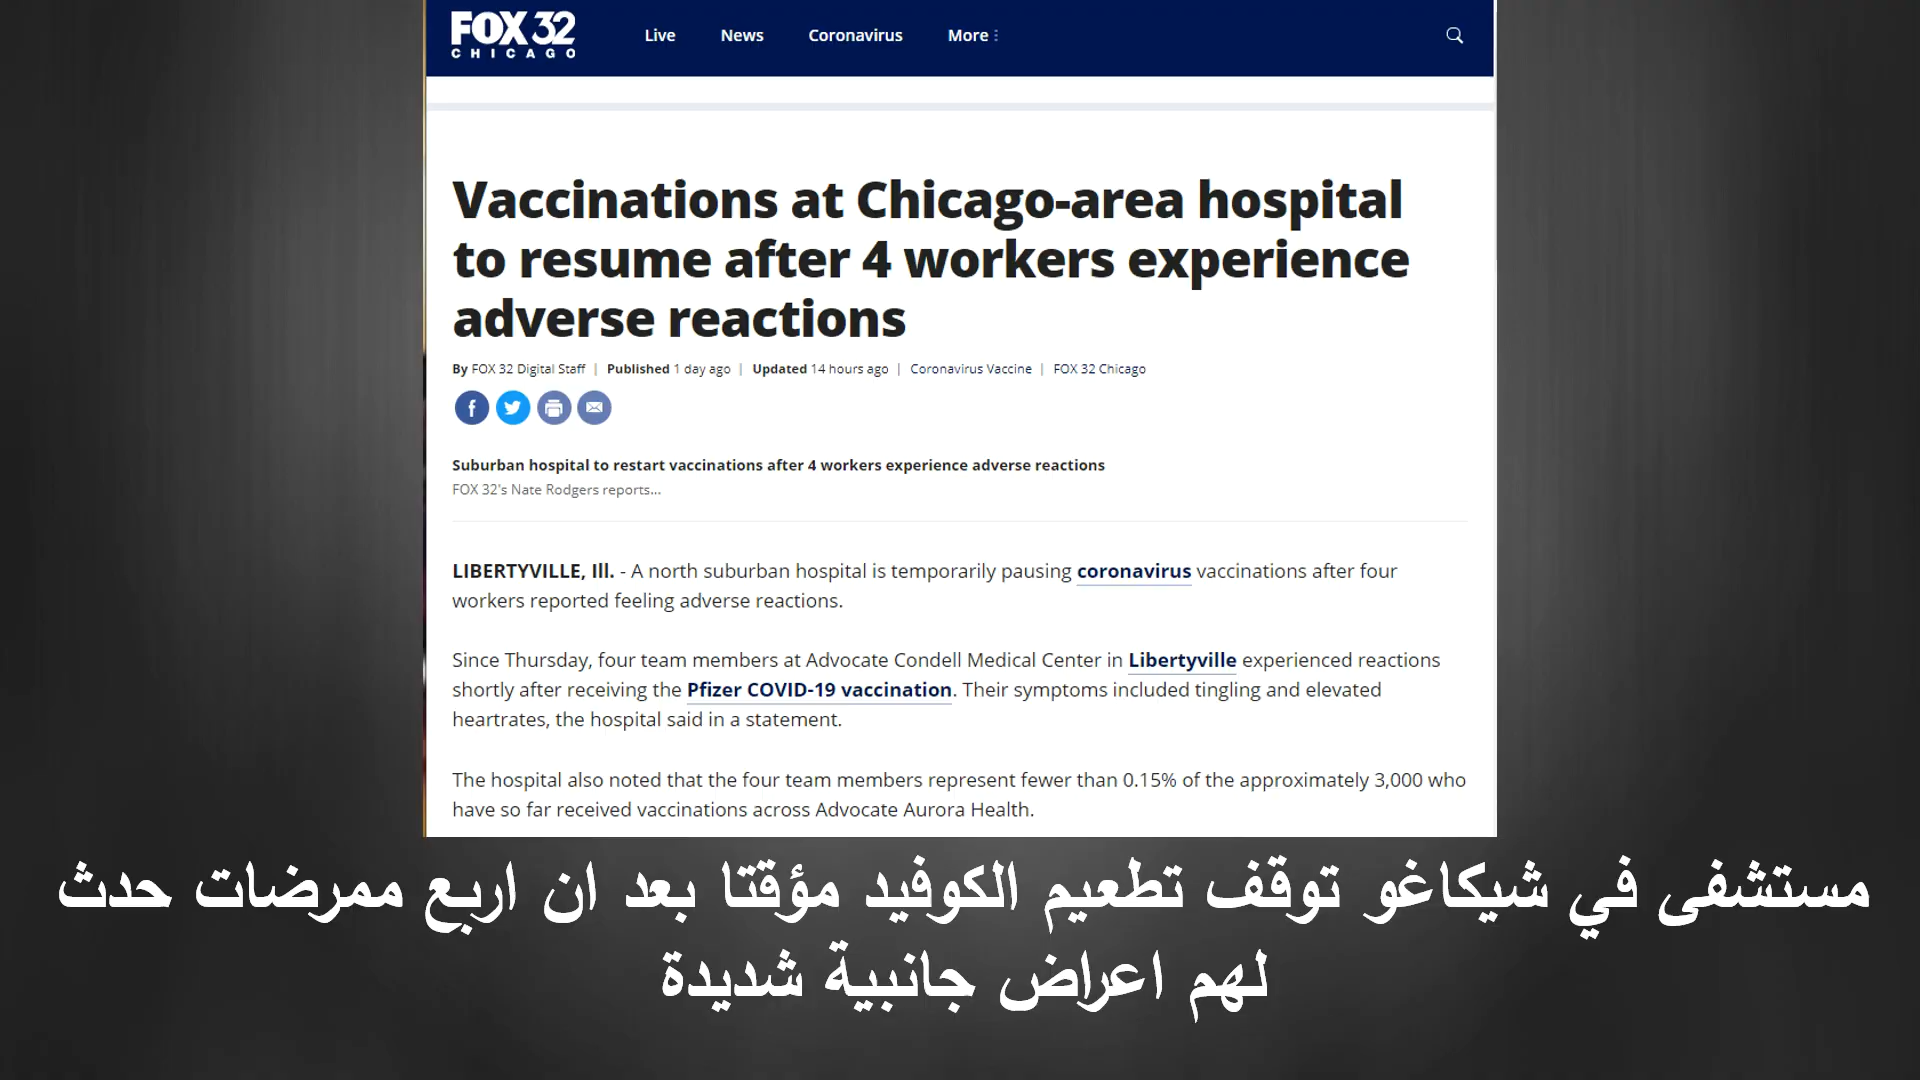 FOX 32
CHICAGO
Live News Coronavirus More
Vaccinations at Chicago-area hospital
to resume after 4 workers experience
adverse reactions
By FOX 32 Digital Staff | Published 1 day ago | Updated 14 hours ago | Coronavirus Vaccine | FOX 32 Chicago
Suburban hospital to restart vaccinations after 4 workers experience adverse reactions
FOX 32's Nate Rodgers reports...
LIBERTYVILLE, Ill. - A north suburban hospital is temporarily pausing coronavirus vaccinations after four
workers reported feeling adverse reactions.
Since Thursday, four team members at Advocate Condell Medical Center in Libertyville experienced reactions
shortly after receiving the Pfizer COVID-19 vaccination. Their symptoms included tingling and elevated
heartrates, the hospital said in a statement.
The hospital also noted that the four team members represent fewer than 0.15% of the approximately 3,000 who
have so far received vaccinations across Advocate Aurora Health.
مستشفى في شيكاغو توقف تطعيم الكوفيد مؤقتا بعد ان اربع ممرضات حدث
لهم اعراض جانبية شديدة